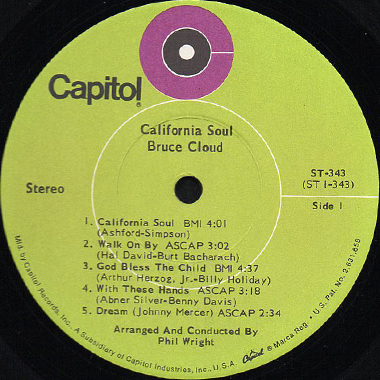 Capitol
California Soul
Bruce Cloud
ST-343
(ST 1-343)
Stereo
Side 1
1. California Soul BMI 4:01
(Ashford-Simpson)
2. Walk On By ASCAP 3:02
(Hal David-Burt Bacharach)
3. God Bless The Child BMI 4:37
(Arthur Herzog, Jr.-Billy Holiday)
4. With These Hands ASCAP 3:18
(Abner Silver-Benny Davis)
5. Dream (Johnny Mercer) ASCAP 2:34
Arranged And Conducted By
Phil Wright
Mfd. by Capitol Records, Inc., A Subsidiary of Capitol Industries, Inc., U.S.A. Capitol ® Marca Reg. • U.S. Pat. No. 2,631,859